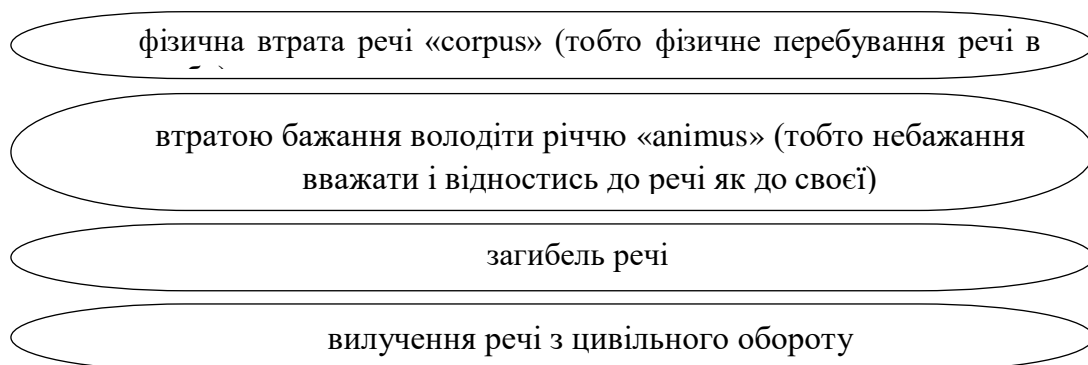 фізична втрата речі «corpus» (тобто фізичне перебування речі в
втратою бажання володіти річчю «animus» (тобто небажання
вважати і відностись до речі як до своєї)
загибель речі
вилучення речі з цивільного обороту